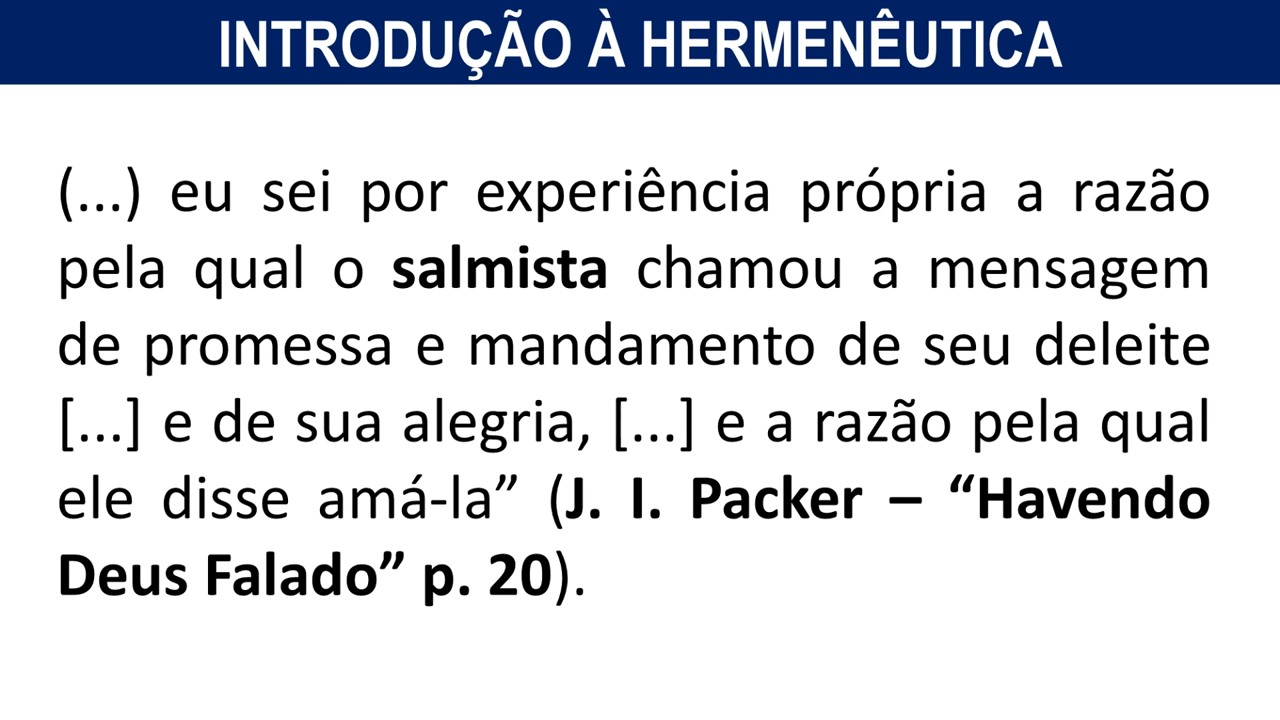 INTRODUÇÃO À HERMENÊUTICA
(...) eu sei por experiência própria a razão
pela qual o salmista chamou a mensagem
de promessa e mandamento de seu deleite
[...] e de sua alegria, [...] e a razão pela qual
ele disse amá-la” (J. I. Packer – “Havendo
Deus Falado” p. 20).